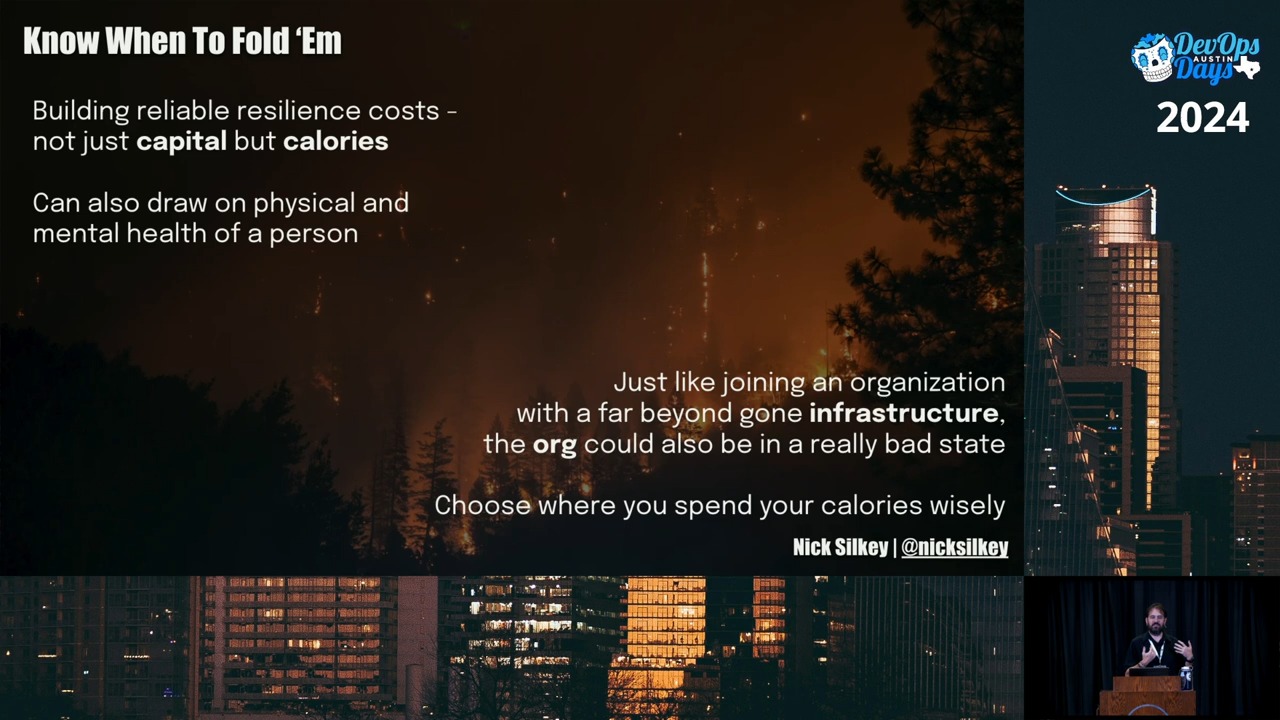 Know When To Fold ‘Em
Building reliable resilience costs -
not just capital but calories
Can also draw on physical and
mental health of a person
Just like joining an organization
with a far beyond gone infrastructure,
the org could also be in a really bad state
Choose where you spend your calories wisely
Nick Silkey | @nicksilkey
DevOps
AUSTIN
Days
2024